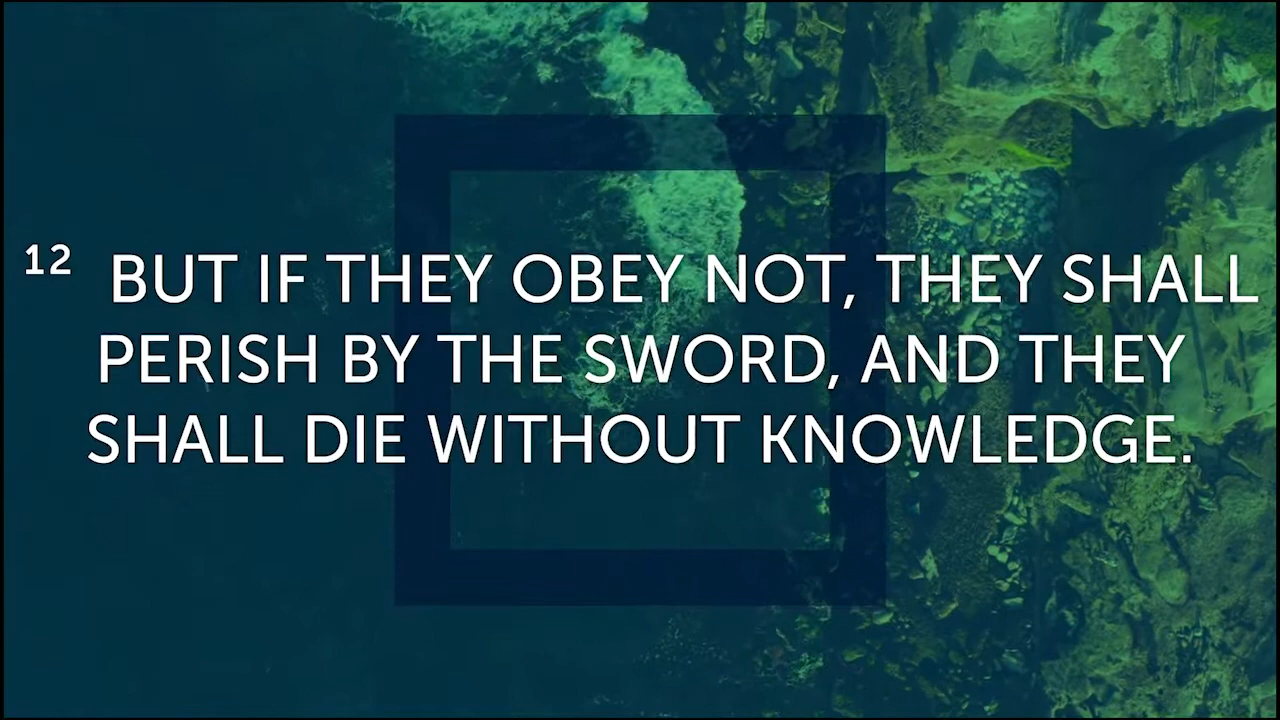 12 BUT IF THEY OBEY NOT, THEY SHALL
PERISH BY THE SWORD, AND THEY
SHALL DIE WITHOUT KNOWLEDGE.